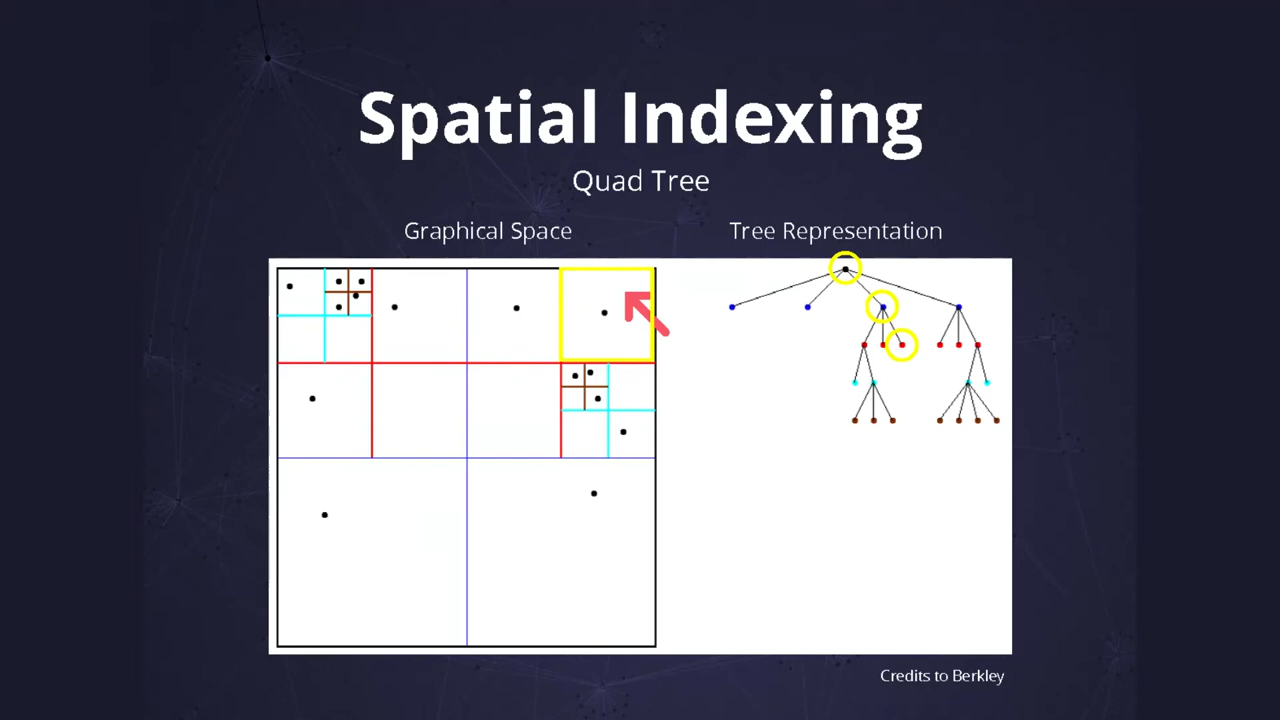 Spatial Indexing
Quad Tree
Graphical Space
Tree Representation
Credits to Berkley